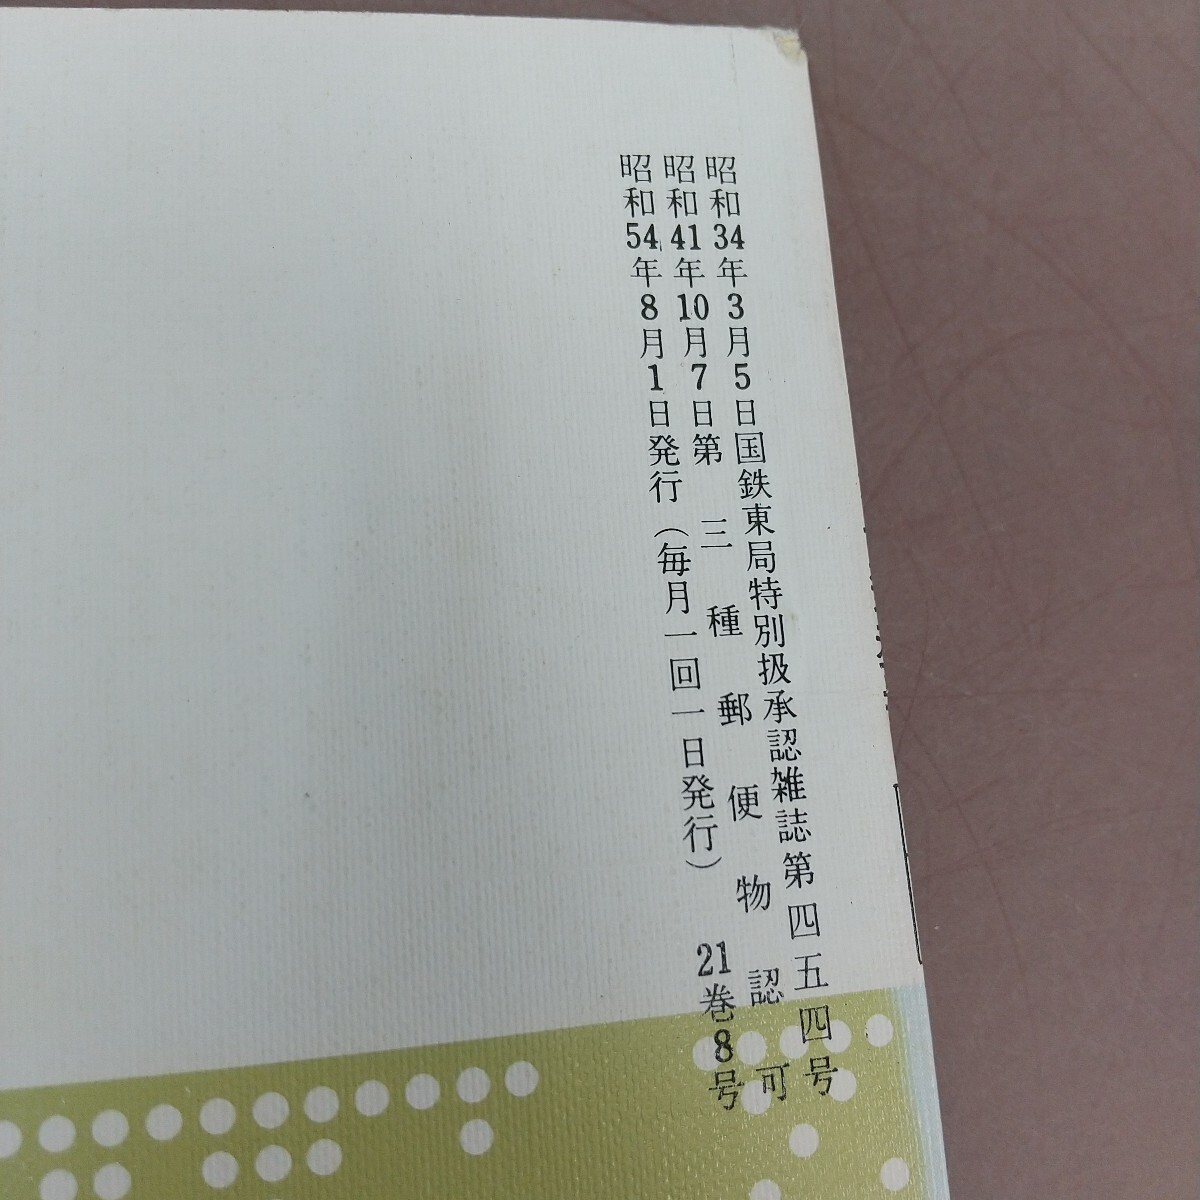 昭和34年3月5日国鉄東局特別扱承認雑誌第四五四号
昭和41年10月7日第三種郵便物認可
昭和54年8月1日発行（毎月一回一日発行） 21巻8号